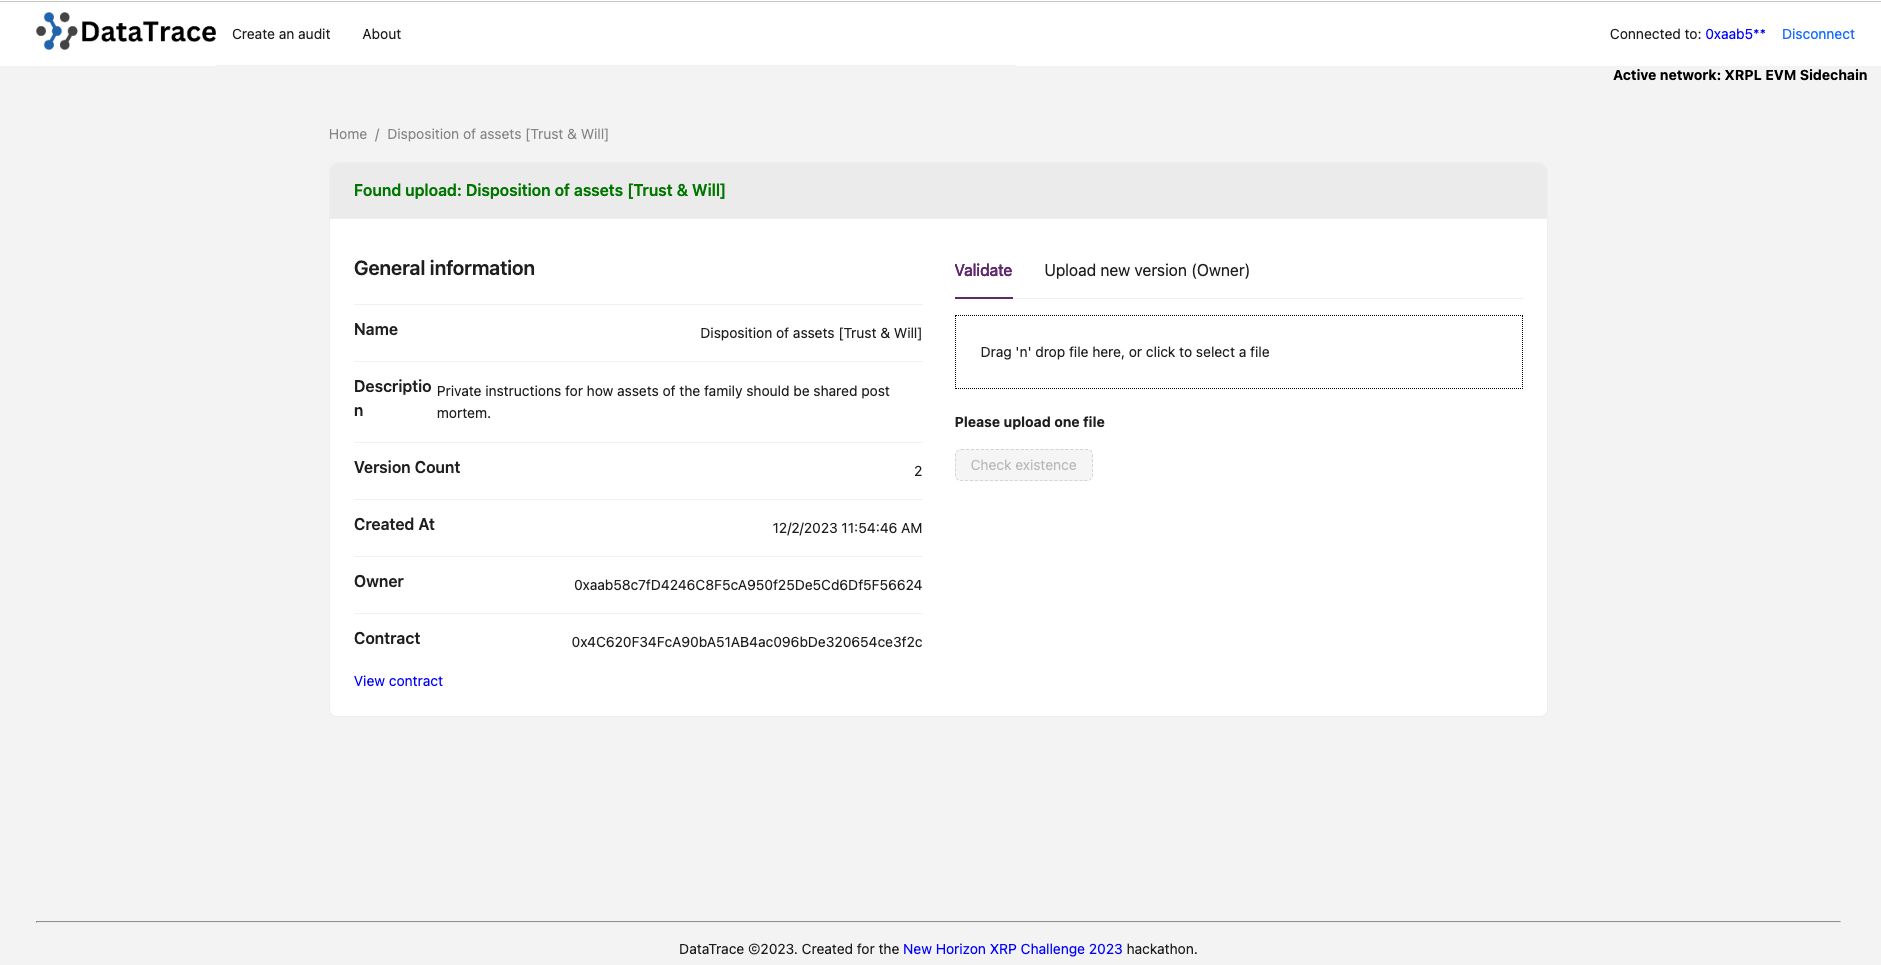 DataTrace
Create an audit
About
Connected to: 0xaab5**
Disconnect
Active network: XRPL EVM Sidechain
Home / Disposition of assets [Trust & Will]
Found upload: Disposition of assets [Trust & Will]
General information
Name
Disposition of assets [Trust & Will]
Descriptio
n
Private instructions for how assets of the family should be shared post
mortem.
Version Count
2
Created At
12/2/2023 11:54:46 AM
Owner
0xaab58c7fD4246C8F5cA950f25De5Cd6Df5F56624
Contract
0x4C620F34FcA90bA51AB4ac096bDe320654ce3f2c
View contract
Validate
Upload new version (Owner)
Drag 'n' drop file here, or click to select a file
Please upload one file
Check existence
DataTrace ©2023. Created for the New Horizon XRP Challenge 2023 hackathon.